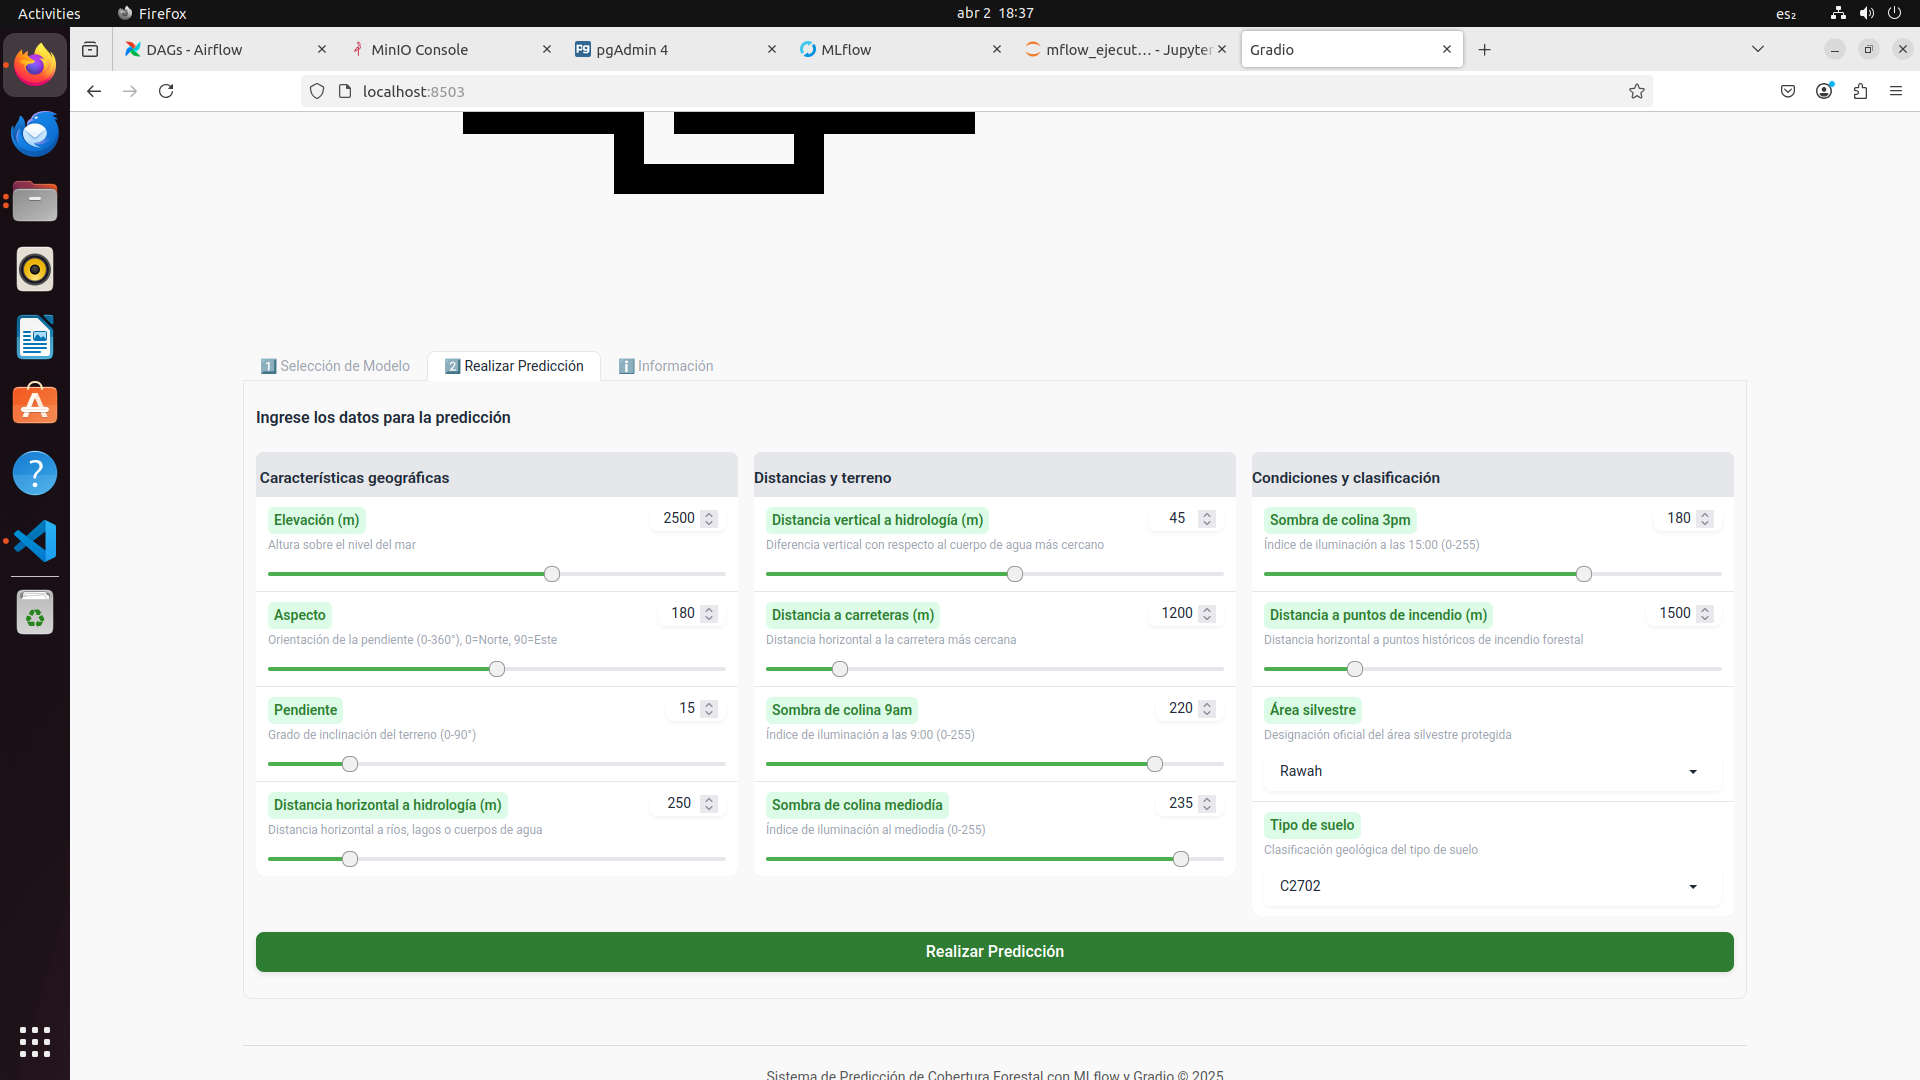 Activities
Firefox
abr 2 18:37
es₂
DAGs - Airflow
MinIO Console
pgAdmin 4
MLflow
mflow_ejecut… - Jupyter
Gradio
localhost:8503
1 Selección de Modelo
2 Realizar Predicción
i Información
Ingrese los datos para la predicción
Características geográficas
Elevación (m)
2500
Altura sobre el nivel del mar
Aspecto
180
Orientación de la pendiente (0-360°), 0=Norte, 90=Este
Pendiente
15
Grado de inclinación del terreno (0-90°)
Distancia horizontal a hidrología (m)
250
Distancia horizontal a ríos, lagos o cuerpos de agua
Distancias y terreno
Distancia vertical a hidrología (m)
45
Diferencia vertical con respecto al cuerpo de agua más cercano
Distancia a carreteras (m)
1200
Distancia horizontal a la carretera más cercana
Sombra de colina 9am
220
Índice de iluminación a las 9:00 (0-255)
Sombra de colina mediodía
235
Índice de iluminación al mediodía (0-255)
Condiciones y clasificación
Sombra de colina 3pm
180
Índice de iluminación a las 15:00 (0-255)
Distancia a puntos de incendio (m)
1500
Distancia horizontal a puntos históricos de incendio forestal
Área silvestre
Designación oficial del área silvestre protegida
Rawah
Tipo de suelo
Clasificación geológica del tipo de suelo
C2702
Realizar Predicción
Sistema de Predicción de Cobertura Forestal con MLflow y Gradio © 2025